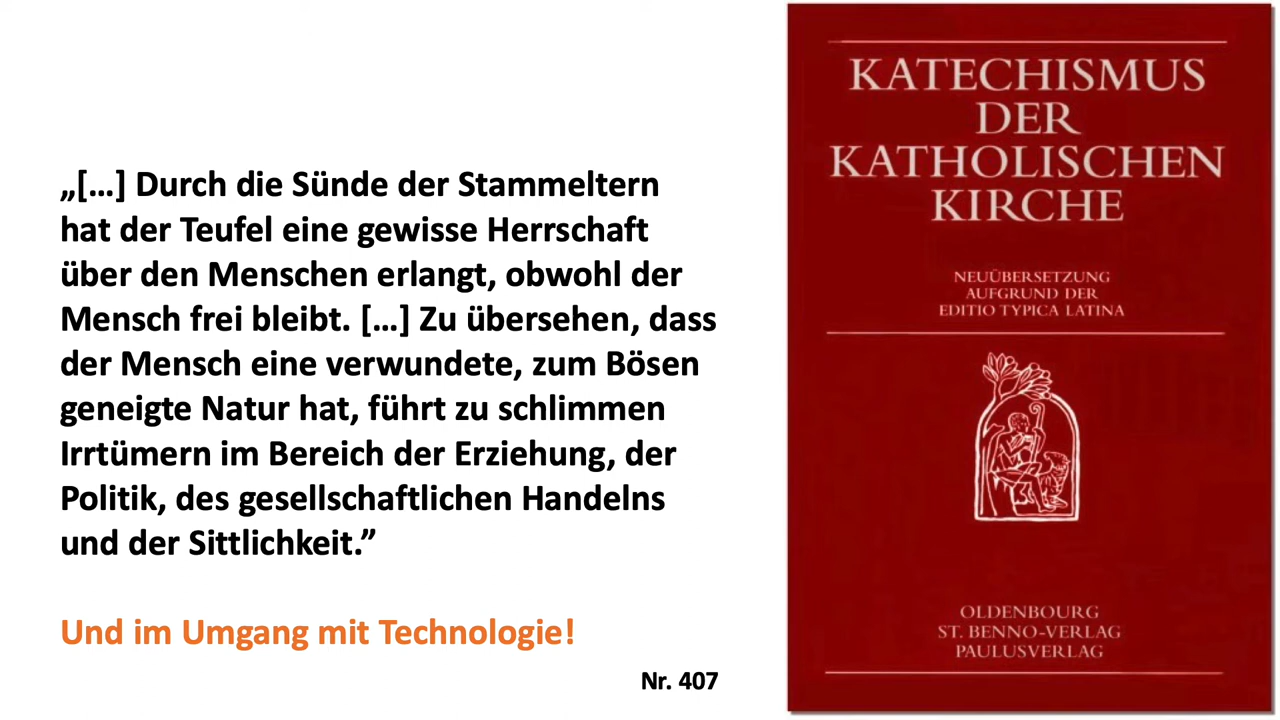 „[…] Durch die Sünde der Stammeltern
hat der Teufel eine gewisse Herrschaft
über den Menschen erlangt, obwohl der
Mensch frei bleibt. […] Zu übersehen, dass
der Mensch eine verwundete, zum Bösen
geneigte Natur hat, führt zu schlimmen
Irrtümern im Bereich der Erziehung, der
Politik, des gesellschaftlichen Handelns
und der Sittlichkeit.”
Und im Umgang mit Technologie!
Nr. 407
KATECHISMUS
DER
KATHOLISCHEN
KIRCHE
NEUÜBERSETZUNG
AUFGRUND DER
EDITIO TYPICA LATINA
OLDENBOURG
ST. BENNO-VERLAG
PAULUSVERLAG